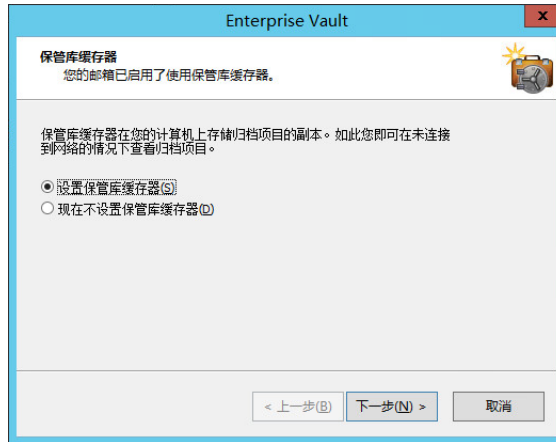 Enterprise Vault
x
保管库缓存器
您的邮箱已启用了使用保管库缓存器。
保管库缓存器在您的计算机上存储归档项目的副本。如此您即可在未连接
到网络的情况下查看归档项目。
设置保管库缓存器(S)
现在不设置保管库缓存器(D)
< 上一步(B) 下一步(N) > 取消